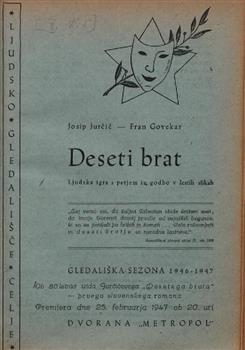 LJUDSKO GLEDALIŠČE CELJE
Josip Jurčič — Fran Govekar
Deseti brat
Ljudska igra s petjem in godbo v šestih slikah
GLEDALIŠKA SEZONA 1946-1947
Ob 80 letnici izida Jurčičevega „Desetega brata"
— prvega slovenskega romana
Premiera dne 25. februarja 1947 ob 20. uri
DVORANA „METROPOL"